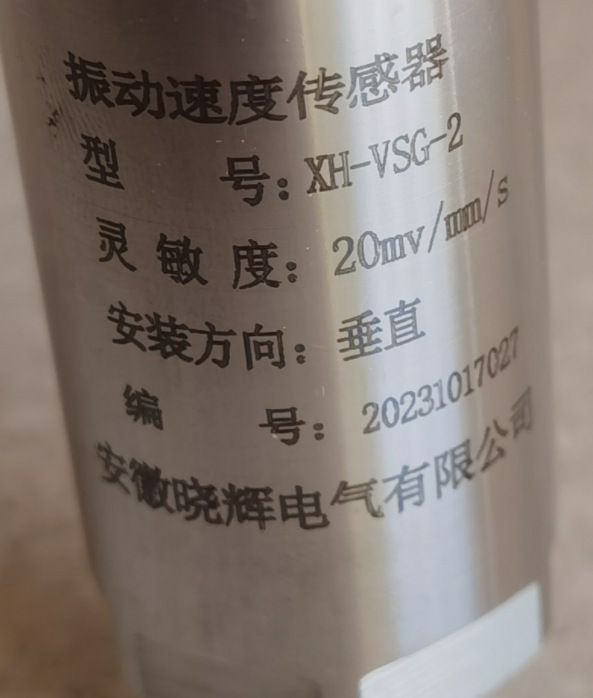 振动速度传感器
型 号：XH-VSG-2
灵敏度：20mv/mm/s
安装方向：垂直
编 号：20231017027
安徽晓辉电气有限公司